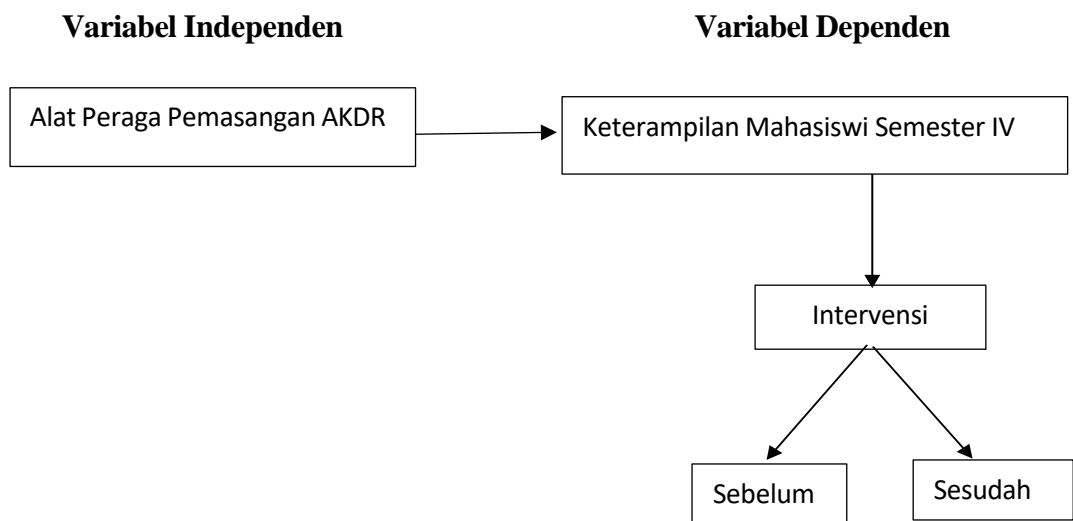 Variabel Independen
Variabel Dependen
Alat Peraga Pemasangan AKDR
Keterampilan Mahasiswi Semester IV
Intervensi
Sebelum
Sesudah